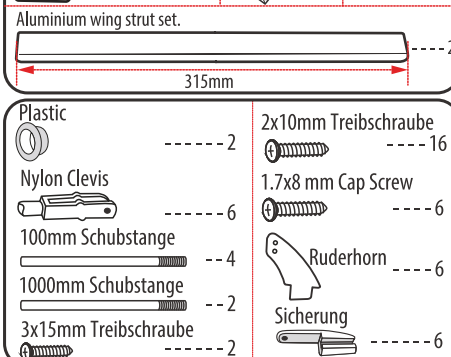 Aluminium wing strut set.
----2
315mm
Plastic
-----2
Nylon Clevis
-----6
100mm Schubstange
--4
1000mm Schubstange
--2
3x15mm Treibschraube
-----2
2x10mm Treibschraube
----16
1.7x8 mm Cap Screw
---6
Ruderhorn
---6
Sicherung
----6